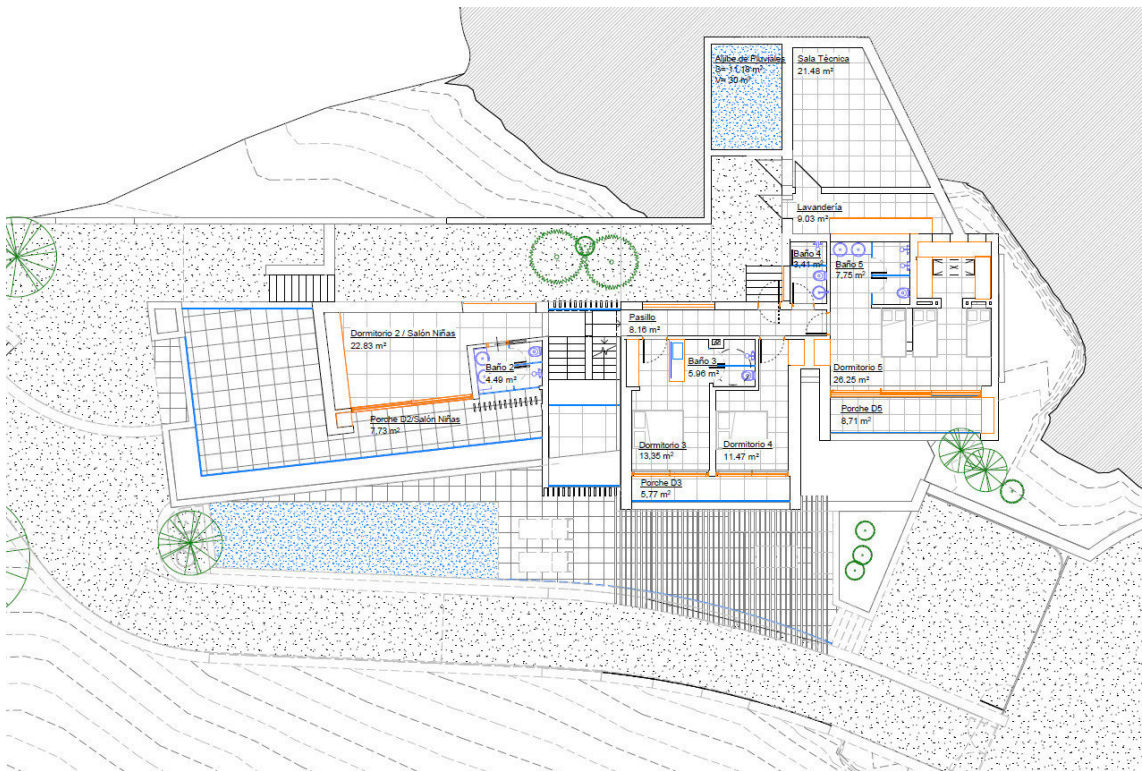 Aljibe de Pluviales
S= 11,18 m²
V= 30 m²
Sala Técnica
21.48 m²
Lavandería
9.03 m²
Baño 4
3,41 m²
Baño 5
7,75 m²
Pasillo
8.16 m²
Dormitorio 2 / Salón Niñas
22.83 m²
Baño 2
4.49 m²
Baño 3
5.96 m²
Dormitorio 5
26.25 m²
Porche D2/Salón Niñas
7,73 m²
Porche D5
8,71 m²
Dormitorio 3
13,35 m²
Dormitorio 4
11.47 m²
Porche D3
5,77 m²